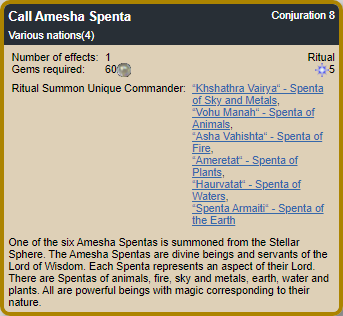 Call Amesha Spenta Conjuration 8
Various nations(4)
Number of effects: 1 Ritual
Gems required: 60 5
Ritual Summon Unique Commander: "Khshathra Vairya" - Spenta
of Sky and Metals,
"Vohu Manah" - Spenta of
Animals,
"Asha Vahishta" - Spenta of
Fire,
"Ameretat" - Spenta of
Plants,
"Haurvatat" - Spenta of
Waters,
"Spenta Armaiti" - Spenta of
the Earth
One of the six Amesha Spentas is summoned from the Stellar
Sphere. The Amesha Spentas are divine beings and servants of the
Lord of Wisdom. Each Spenta represents an aspect of their Lord.
There are Spentas of animals, fire, sky and metals, earth, water and
plants. All are powerful beings with magic corresponding to their
nature.